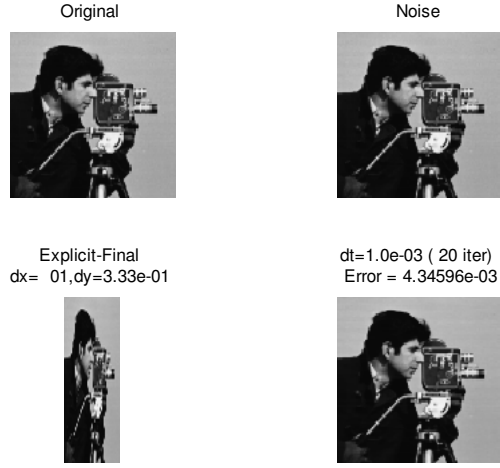 Original
Noise
Explicit-Final
dx=  01,dy=3.33e-01
dt=1.0e-03 ( 20 iter)
Error = 4.34596e-03